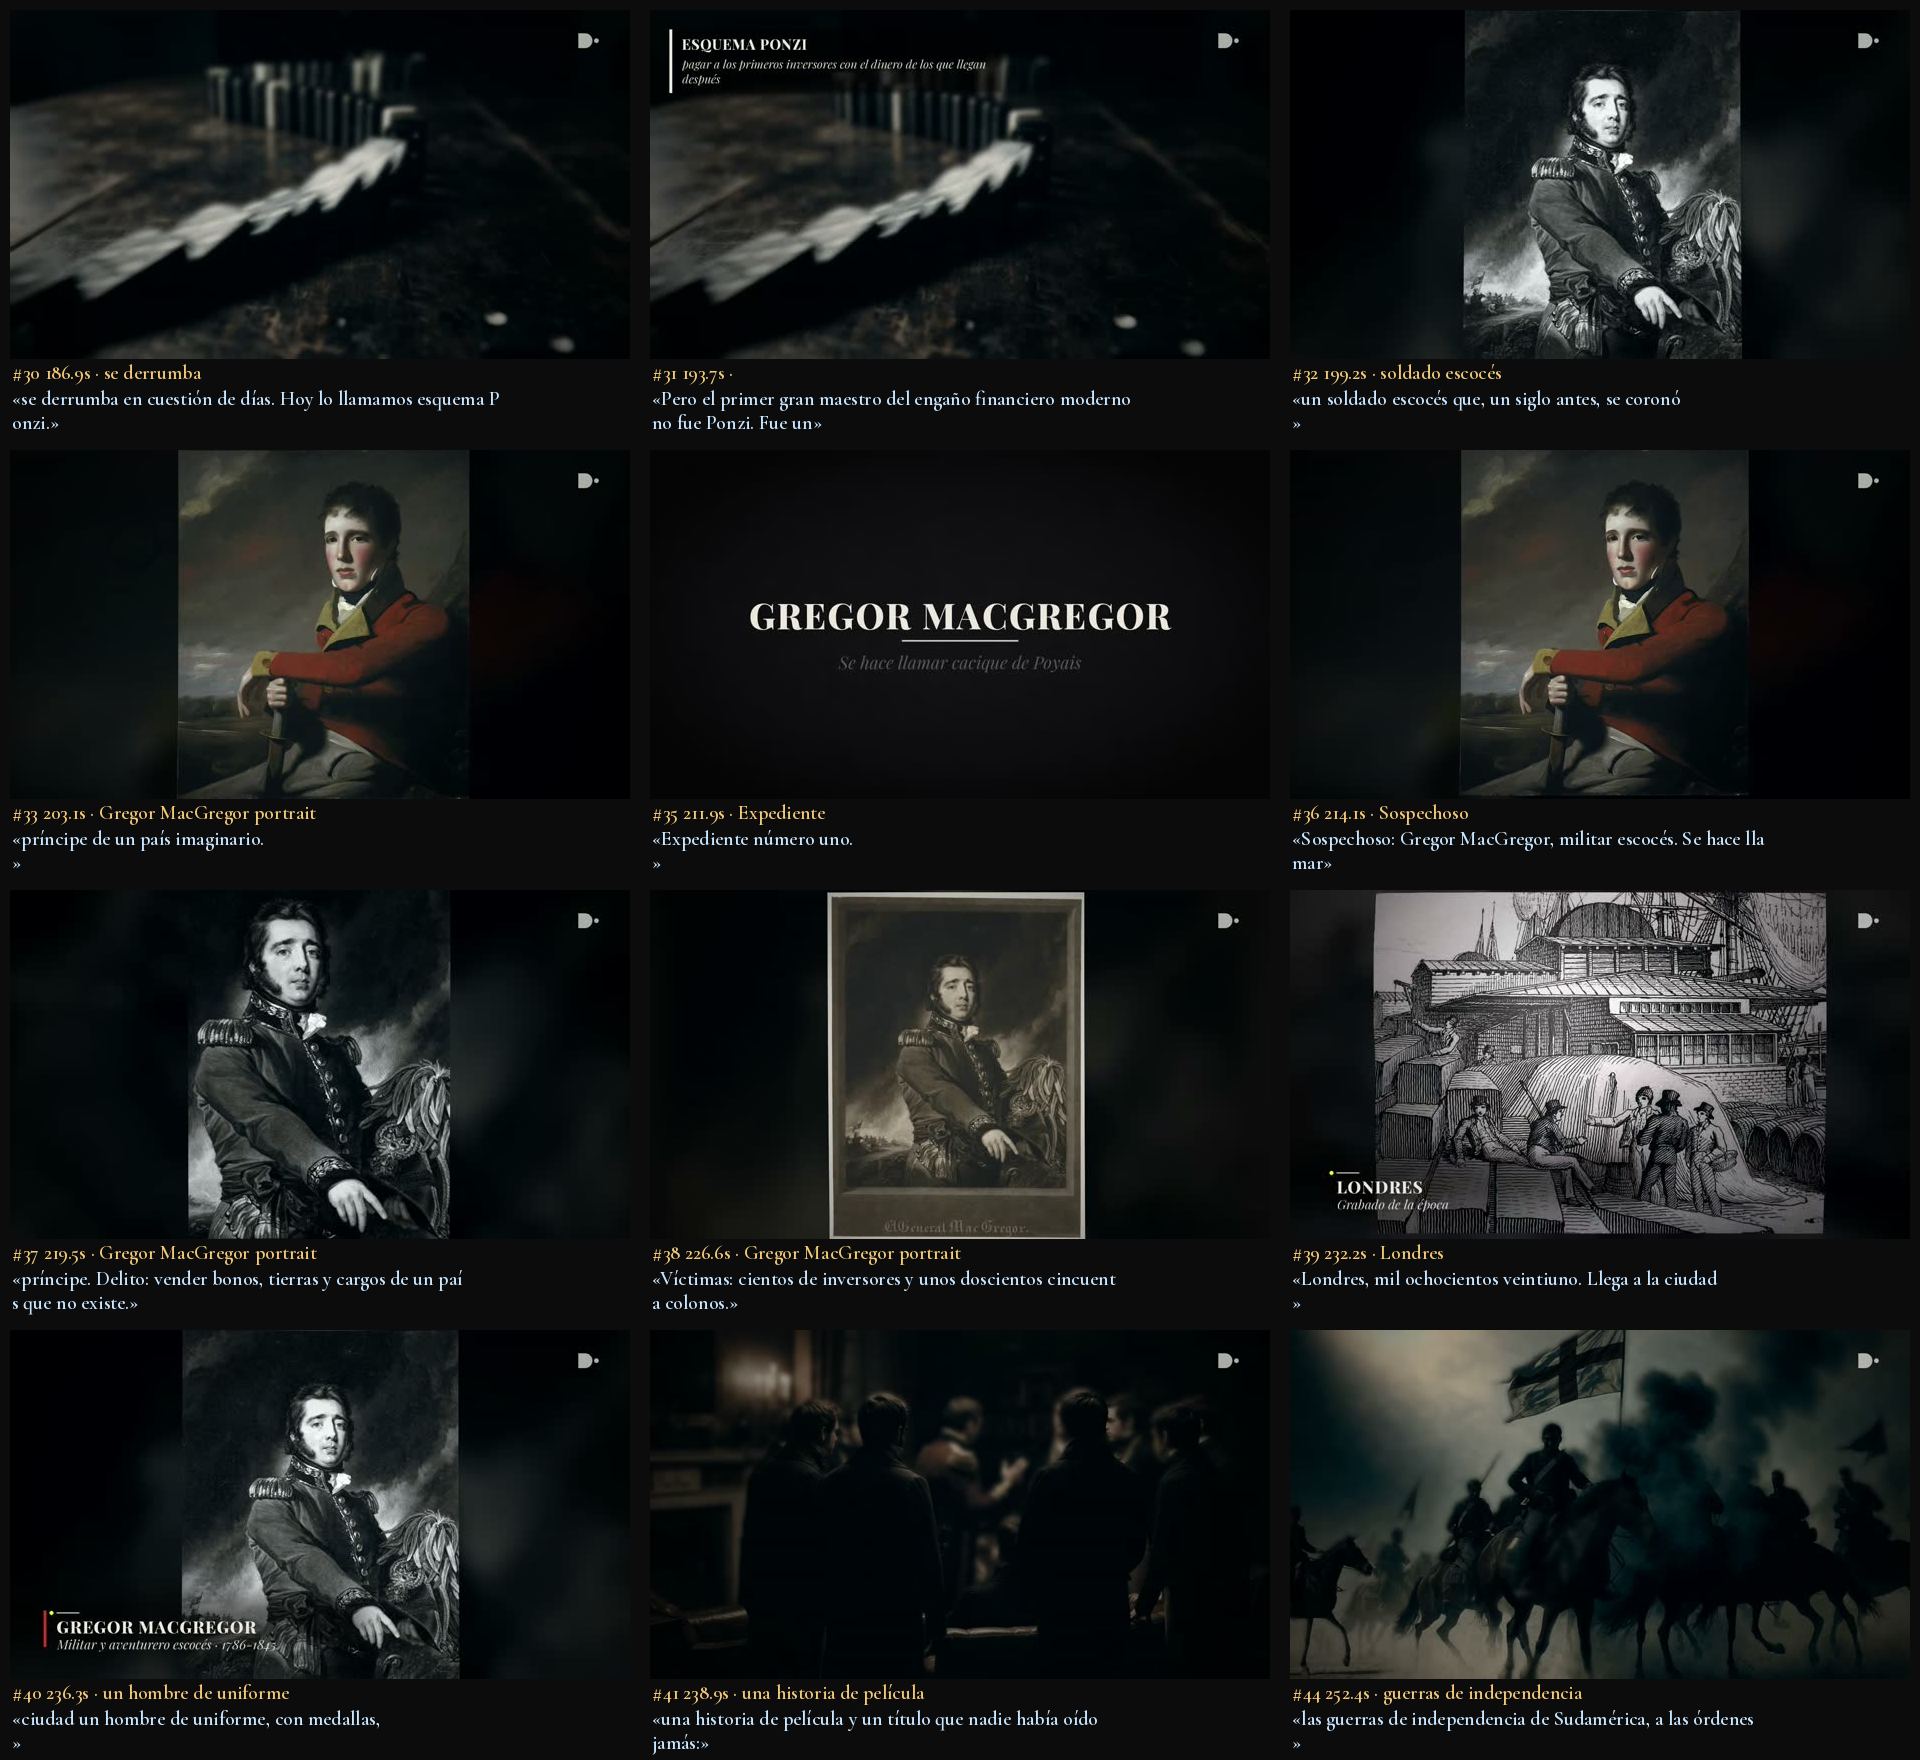 ESQUEMA PONZI
pagar a los primeros inversores con el dinero de los que llegan
después
#30 186.9s · se derrumba
«se derrumba en cuestión de días. Hoy lo llamamos esquema P
onzi.»
#31 193.7s ·
«Pero el primer gran maestro del engaño financiero moderno
no fue Ponzi. Fue un»
#32 199.2s · soldado escocés
«un soldado escocés que, un siglo antes, se coronó
»
#33 203.1s · Gregor MacGregor portrait
«príncipe de un país imaginario.
»
GREGOR MACGREGOR
Se hace llamar cacique de Poyais
#35 211.9s · Expediente
«Expediente número uno.
»
#36 214.1s · Sospechoso
«Sospechoso: Gregor MacGregor, militar escocés. Se hace lla
mar»
#37 219.5s · Gregor MacGregor portrait
«príncipe. Delito: vender bonos, tierras y cargos de un paí
s que no existe.»
General Mac Gregor.
#38 226.6s · Gregor MacGregor portrait
«Víctimas: cientos de inversores y unos doscientos cincuent
a colonos.»
LONDRES
Grabado de la época
#39 232.2s · Londres
«Londres, mil ochocientos veintiuno. Llega a la ciudad
»
GREGOR MACGREGOR
Militar y aventurero escocés · 1786-1845
#40 236.3s · un hombre de uniforme
«ciudad un hombre de uniforme, con medallas,
»
#41 238.9s · una historia de película
«una historia de película y un título que nadie había oído
jamás:»
#44 252.4s · guerras de independencia
«las guerras de independencia de Sudamérica, a las órdenes
»